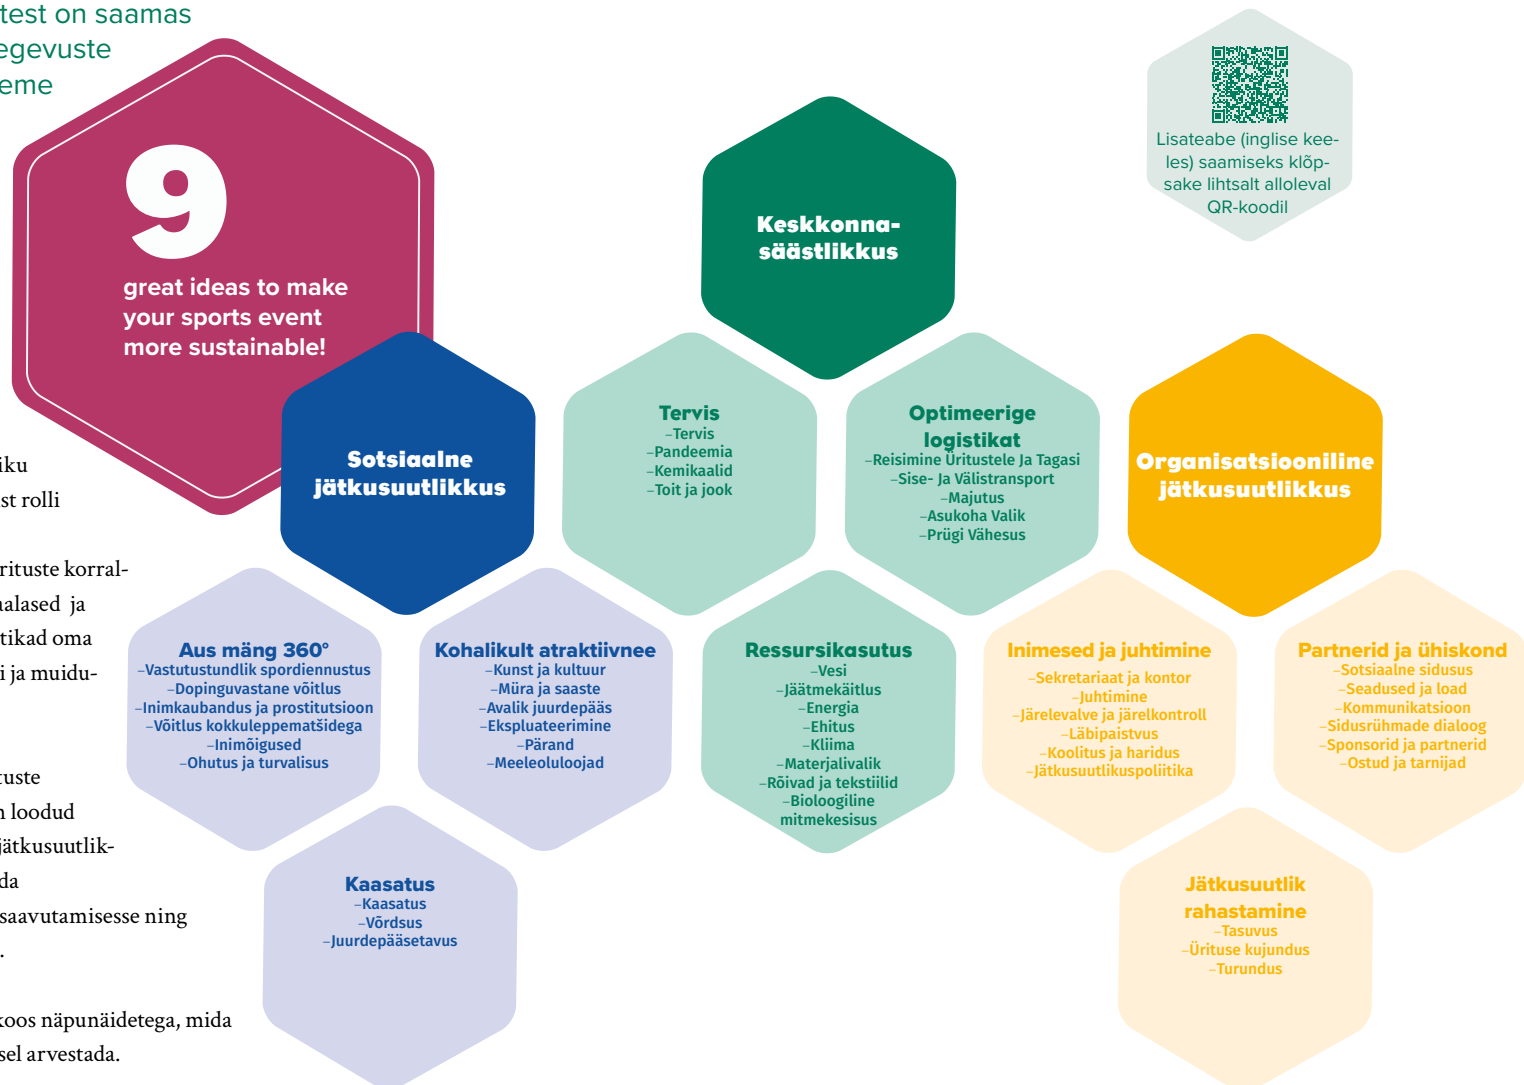 test on saamas
egevuste
eme
9
great ideas to make
your sports event
more sustainable!
iku
st rolli
rituste korral-
alased ja
tikad oma
i ja muidu-
tuste
n loodud
jätkusuutlik-
da
saavutamisesse ning
.
koos näpunäidetega, mida
sel arvestada.
Lisateabe (inglise kee-
les) saamiseks klõp-
sake lihtsalt alloleval
QR-koodil
Keskkonna-
säästlikkus
Tervis
–Tervis
–Pandeemia
–Kemikaalid
–Toit ja jook
Optimeerige
logistikat
–Reisimine Üritustele Ja Tagasi
–Sise- Ja Välistransport
–Majutus
–Asukoha Valik
–Prügi Vähesus
Ressursikasutus
–Vesi
–Jäätmekäitlus
–Energia
–Ehitus
–Kliima
–Materjalivalik
–Rõivad ja tekstiilid
–Bioloogiline
mitmekesisus
Sotsiaalne
jätkusuutlikkus
Aus mäng 360°
–Vastutustundlik spordiennustus
–Dopinguvastane võitlus
–Inimkaubandus ja prostitutsioon
–Võitlus kokkuleppematšidega
–Inimõigused
–Ohutus ja turvalisus
Kohalikult atraktiivnee
–Kunst ja kultuur
–Müra ja saaste
–Avalik juurdepääs
–Ekspluateerimine
–Pärand
–Meeleoluloojad
Kaasatus
–Kaasatus
–Võrdsus
–Juurdepääsetavus
Organisatsiooniline
jätkusuutlikkus
Inimesed ja juhtimine
–Sekretariaat ja kontor
–Juhtimine
–Järelevalve ja järelkontroll
–Läbipaistvus
–Koolitus ja haridus
–Jätkusuutlikuspoliitika
Partnerid ja ühiskond
–Sotsiaalne sidusus
–Seadused ja load
–Kommunikatsioon
–Sidusrühmade dialoog
–Sponsorid ja partnerid
–Ostud ja tarnijad
Jätkusuutlik
rahastamine
–Tasuvus
–Ürituse kujundus
–Turundus